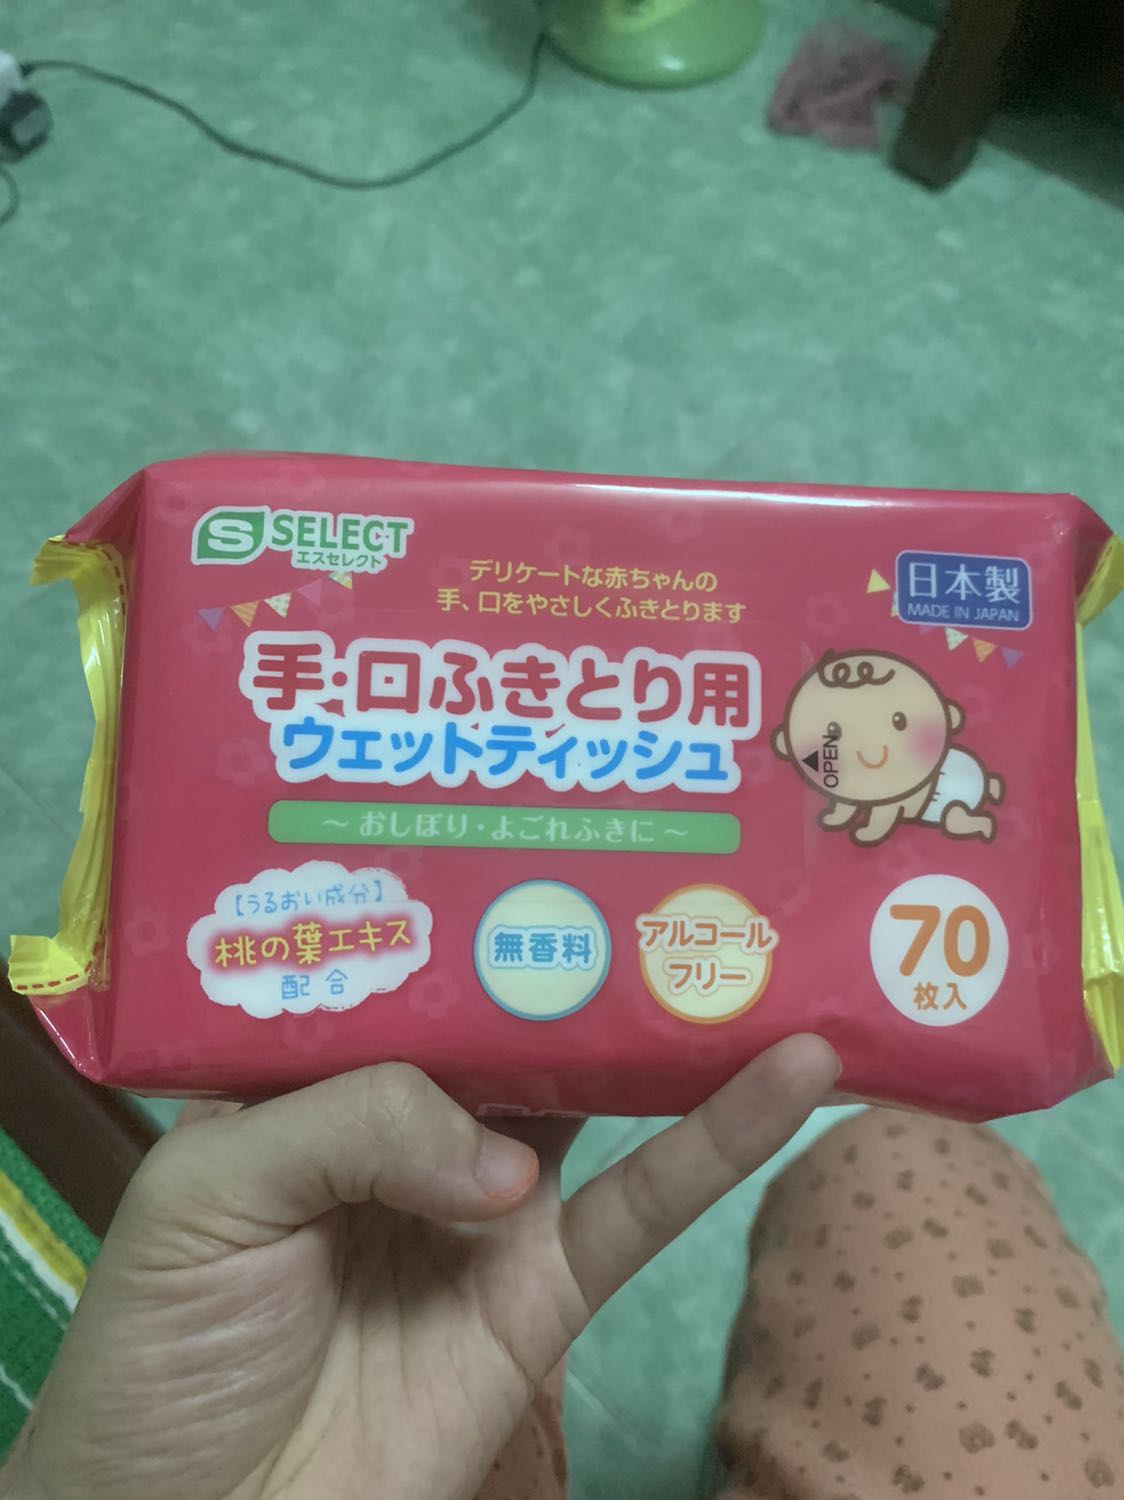 S SELECT
エスセレクト
デリケートな赤ちゃんの
手、口をやさしくふきとります
日本製
MADE IN JAPAN
手・口ふきとり用
ウェットティッシュ
OPEN
～おしぼり・よごれふきに～
【うるおい成分】
桃の葉エキス
配合
無香料
アルコール
フリー
70
枚入